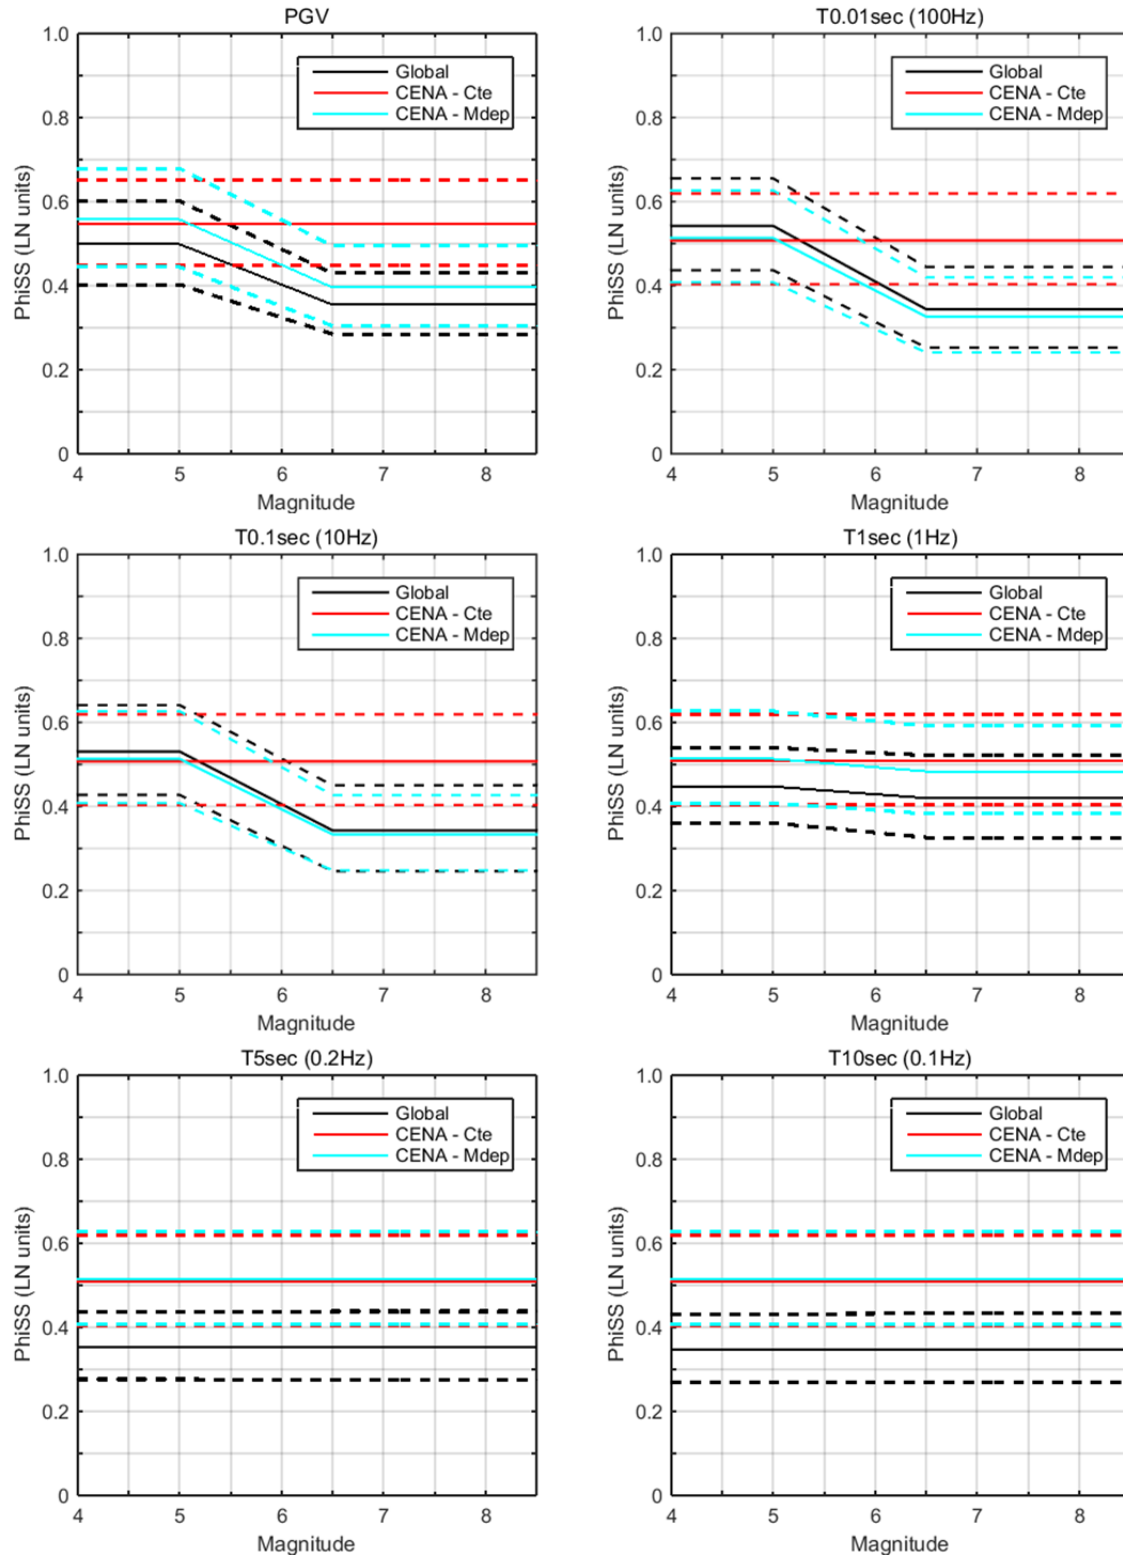 PGV
1.0
0.8
0.6
0.4
0.2
0
PhiSS (LN units)
Global
CENA - Cte
CENA - Mdep
4 5 6 7 8
Magnitude
T0.01sec (100Hz)
1.0
0.8
0.6
0.4
0.2
0
PhiSS (LN units)
Global
CENA - Cte
CENA - Mdep
4 5 6 7 8
Magnitude
T0.1sec (10Hz)
1.0
0.8
0.6
0.4
0.2
0
PhiSS (LN units)
Global
CENA - Cte
CENA - Mdep
4 5 6 7 8
Magnitude
T1sec (1Hz)
1.0
0.8
0.6
0.4
0.2
0
PhiSS (LN units)
Global
CENA - Cte
CENA - Mdep
4 5 6 7 8
Magnitude
T5sec (0.2Hz)
1.0
0.8
0.6
0.4
0.2
0
PhiSS (LN units)
Global
CENA - Cte
CENA - Mdep
4 5 6 7 8
Magnitude
T10sec (0.1Hz)
1.0
0.8
0.6
0.4
0.2
0
PhiSS (LN units)
Global
CENA - Cte
CENA - Mdep
4 5 6 7 8
Magnitude